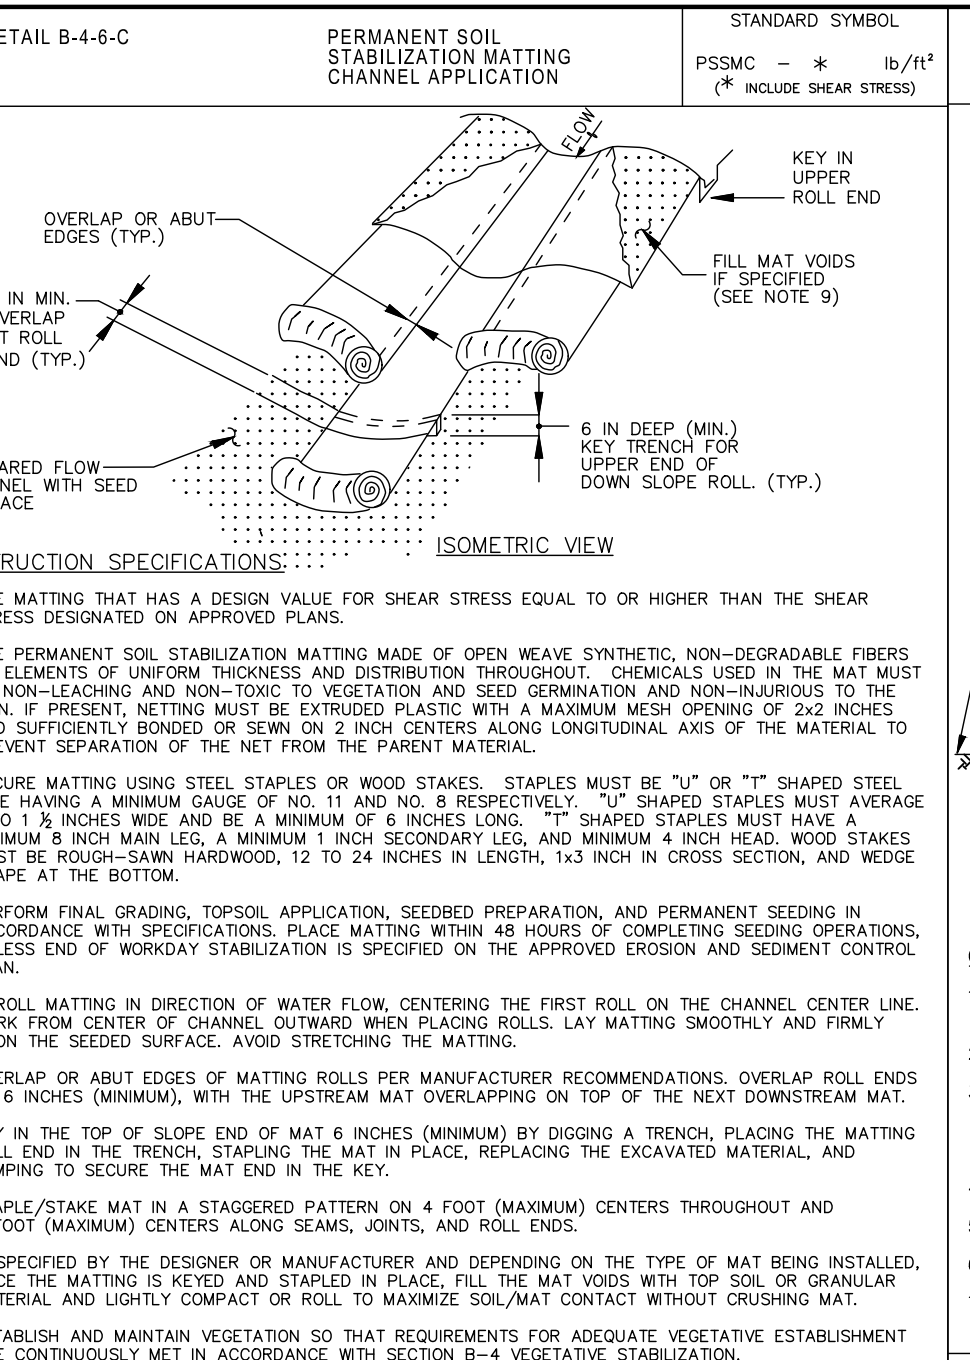 ETAIL B-4-6-C
PERMANENT SOIL
STABILIZATION MATTING
CHANNEL APPLICATION
STANDARD SYMBOL
PSSMC - * lb/ft²
(* INCLUDE SHEAR STRESS)
FLOW
KEY IN
UPPER
ROLL END
OVERLAP OR ABUT
EDGES (TYP.)
FILL MAT VOIDS
IF SPECIFIED
(SEE NOTE 9)
IN MIN.
VERLAP
T ROLL
ND (TYP.)
6 IN DEEP (MIN.)
KEY TRENCH FOR
UPPER END OF
DOWN SLOPE ROLL. (TYP.)
ARED FLOW
NEL WITH SEED
ACE
ISOMETRIC VIEW
TRUCTION SPECIFICATIONS:
E MATTING THAT HAS A DESIGN VALUE FOR SHEAR STRESS EQUAL TO OR HIGHER THAN THE SHEAR
RESS DESIGNATED ON APPROVED PLANS.
E PERMANENT SOIL STABILIZATION MATTING MADE OF OPEN WEAVE SYNTHETIC, NON-DEGRADABLE FIBERS
ELEMENTS OF UNIFORM THICKNESS AND DISTRIBUTION THROUGHOUT. CHEMICALS USED IN THE MAT MUST
NON-LEACHING AND NON-TOXIC TO VEGETATION AND SEED GERMINATION AND NON-INJURIOUS TO THE
N. IF PRESENT, NETTING MUST BE EXTRUDED PLASTIC WITH A MAXIMUM MESH OPENING OF 2x2 INCHES
D SUFFICIENTLY BONDED OR SEWN ON 2 INCH CENTERS ALONG LONGITUDINAL AXIS OF THE MATERIAL TO
EVENT SEPARATION OF THE NET FROM THE PARENT MATERIAL.
CURE MATTING USING STEEL STAPLES OR WOOD STAKES. STAPLES MUST BE "U" OR "T" SHAPED STEEL
E HAVING A MINIMUM GAUGE OF NO. 11 AND NO. 8 RESPECTIVELY. "U" SHAPED STAPLES MUST AVERAGE
O 1 ½ INCHES WIDE AND BE A MINIMUM OF 6 INCHES LONG. "T" SHAPED STAPLES MUST HAVE A
IMUM 8 INCH MAIN LEG, A MINIMUM 1 INCH SECONDARY LEG, AND MINIMUM 4 INCH HEAD. WOOD STAKES
ST BE ROUGH-SAWN HARDWOOD, 12 TO 24 INCHES IN LENGTH, 1x3 INCH IN CROSS SECTION, AND WEDGE
APE AT THE BOTTOM.
RFORM FINAL GRADING, TOPSOIL APPLICATION, SEEDBED PREPARATION, AND PERMANENT SEEDING IN
CORDANCE WITH SPECIFICATIONS. PLACE MATTING WITHIN 48 HOURS OF COMPLETING SEEDING OPERATIONS,
LESS END OF WORKDAY STABILIZATION IS SPECIFIED ON THE APPROVED EROSION AND SEDIMENT CONTROL
AN.
ROLL MATTING IN DIRECTION OF WATER FLOW, CENTERING THE FIRST ROLL ON THE CHANNEL CENTER LINE.
RK FROM CENTER OF CHANNEL OUTWARD WHEN PLACING ROLLS. LAY MATTING SMOOTHLY AND FIRMLY
ON THE SEEDED SURFACE. AVOID STRETCHING THE MATTING.
ERLAP OR ABUT EDGES OF MATTING ROLLS PER MANUFACTURER RECOMMENDATIONS. OVERLAP ROLL ENDS
6 INCHES (MINIMUM), WITH THE UPSTREAM MAT OVERLAPPING ON TOP OF THE NEXT DOWNSTREAM MAT.
Y IN THE TOP OF SLOPE END OF MAT 6 INCHES (MINIMUM) BY DIGGING A TRENCH, PLACING THE MATTING
LL END IN THE TRENCH, STAPLING THE MAT IN PLACE, REPLACING THE EXCAVATED MATERIAL, AND
MPING TO SECURE THE MAT END IN THE KEY.
APLE/STAKE MAT IN A STAGGERED PATTERN ON 4 FOOT (MAXIMUM) CENTERS THROUGHOUT AND
FOOT (MAXIMUM) CENTERS ALONG SEAMS, JOINTS, AND ROLL ENDS.
SPECIFIED BY THE DESIGNER OR MANUFACTURER AND DEPENDING ON THE TYPE OF MAT BEING INSTALLED,
CE THE MATTING IS KEYED AND STAPLED IN PLACE, FILL THE MAT VOIDS WITH TOP SOIL OR GRANULAR
TERIAL AND LIGHTLY COMPACT OR ROLL TO MAXIMIZE SOIL/MAT CONTACT WITHOUT CRUSHING MAT.
TABLISH AND MAINTAIN VEGETATION SO THAT REQUIREMENTS FOR ADEQUATE VEGETATIVE ESTABLISHMENT
E CONTINUOUSLY MET IN ACCORDANCE WITH SECTION B-4 VEGETATIVE STABILIZATION.